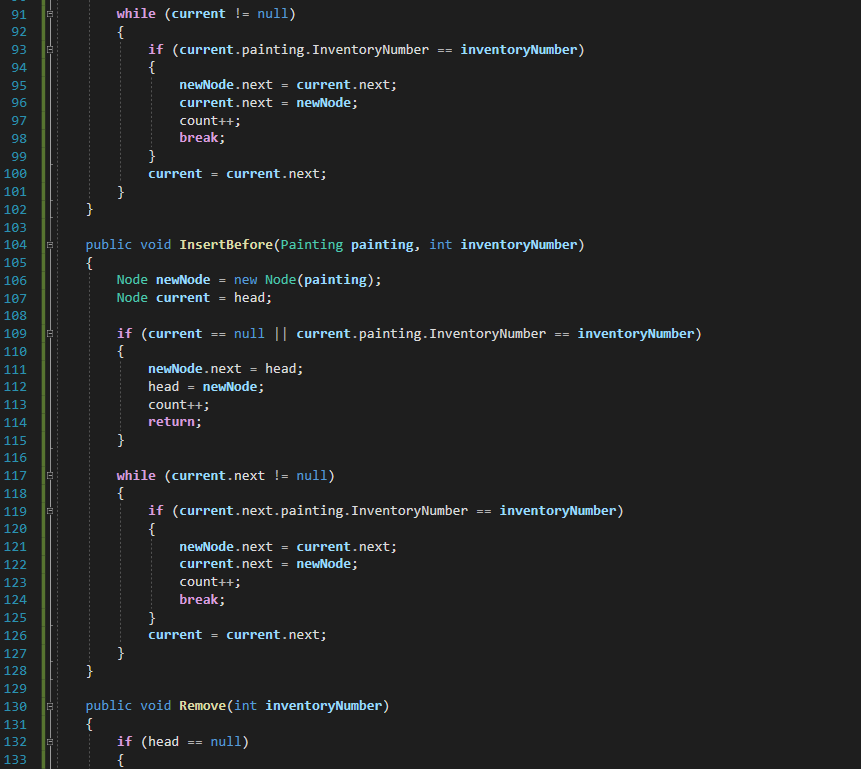 91 while (current != null)
92 {
93 if (current.painting.InventoryNumber == inventoryNumber)
94 {
95 newNode.next = current.next;
96 current.next = newNode;
97 count++;
98 break;
99 }
100 current = current.next;
101 }
102 }
103
104 public void InsertBefore(Painting painting, int inventoryNumber)
105 {
106 Node newNode = new Node(painting);
107 Node current = head;
108
109 if (current == null || current.painting.InventoryNumber == inventoryNumber)
110 {
111 newNode.next = head;
112 head = newNode;
113 count++;
114 return;
115 }
116
117 while (current.next != null)
118 {
119 if (current.next.painting.InventoryNumber == inventoryNumber)
120 {
121 newNode.next = current.next;
122 current.next = newNode;
123 count++;
124 break;
125 }
126 current = current.next;
127 }
128 }
129
130 public void Remove(int inventoryNumber)
131 {
132 if (head == null)
133 {